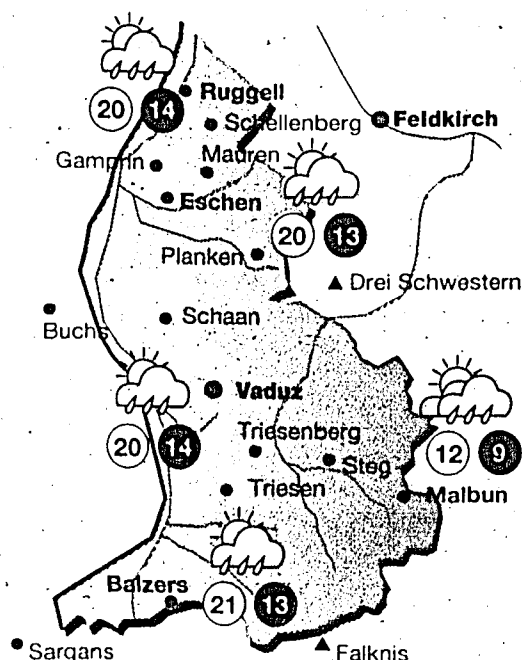 20 14 Ruggell
Schellenberg
Feldkirch
Gamprin
Mauren
Eschen
20 13
Planken
Drei Schwestern
Buchs
Schaan
Vaduz
20 14
Triesenberg
Steg
12 9
Malbun
Triesen
Balzers
21 13
Sargans
Falknis